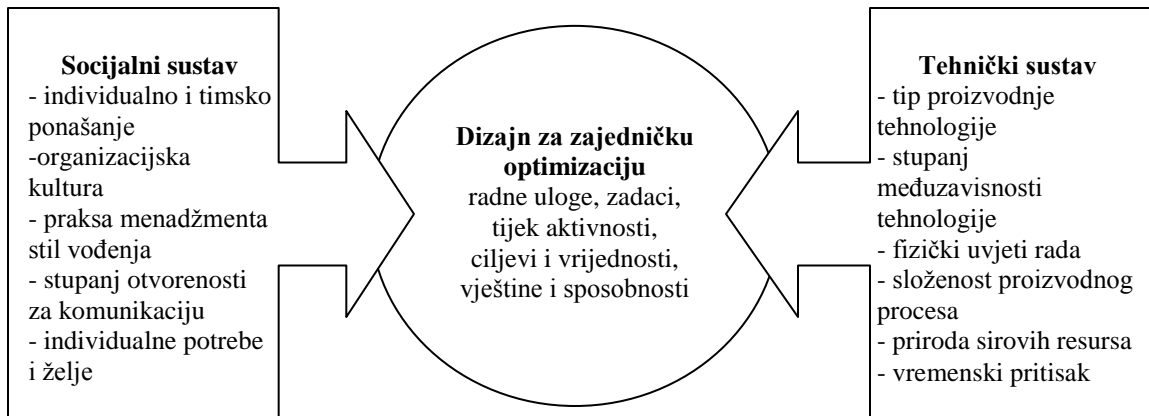 Socijalni sustav
- individualno i timsko
ponašanje
-organizacijska
kultura
- praksa menadžmenta
stil vođenja
- stupanj otvorenosti
za komunikaciju
- individualne potrebe
i želje
Dizajn za zajedničku
optimizaciju
radne uloge, zadaci,
tijek aktivnosti,
ciljevi i vrijednosti,
vještine i sposobnosti
Tehnički sustav
- tip proizvodnje
tehnologije
- stupanj
međuzavisnosti
tehnologije
- fizički uvjeti rada
- složenost proizvodnog
procesa
- priroda sirovih resursa
- vremenski pritisak